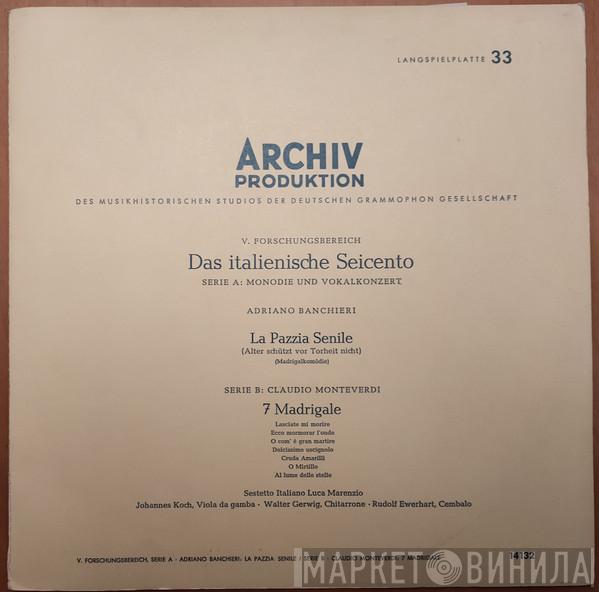 LANGSPIELPLATTE 33
ARCHIV
PRODUKTION
DES MUSIKHISTORISCHEN STUDIOS DER DEUTSCHEN GRAMMOPHON GESELLSCHAFT
V. FORSCHUNGSBEREICH
Das italienische Seicento
SERIE A: MONODIE UND VOKALKONZERT
ADRIANO BANCHIERI
La Pazzia Senile
(Alter schützt vor Torheit nicht)
(Madrigalkomödie)
SERIE B: CLAUDIO MONTEVERDI
7 Madrigale
Lasciate mi morire
Ecco mormorar l'onde
O com' è gran martire
Dolcissimo uscignolo
Cruda Amarilli
O Mirtillo
Al lume delle stelle
Sestetto Italiano Luca Marenzio
Johannes Koch, Viola da gamba · Walter Gerwig, Chitarrone · Rudolf Ewerhart, Cembalo
V. FORSCHUNGSBEREICH, SERIE A · ADRIANO BANCHIERI: LA PAZZIA SENILE / SERIE B · CLAUDIO MONTEVERDI: 7 MADRIGALE 14132
МАРКЕТ ВИНИЛА